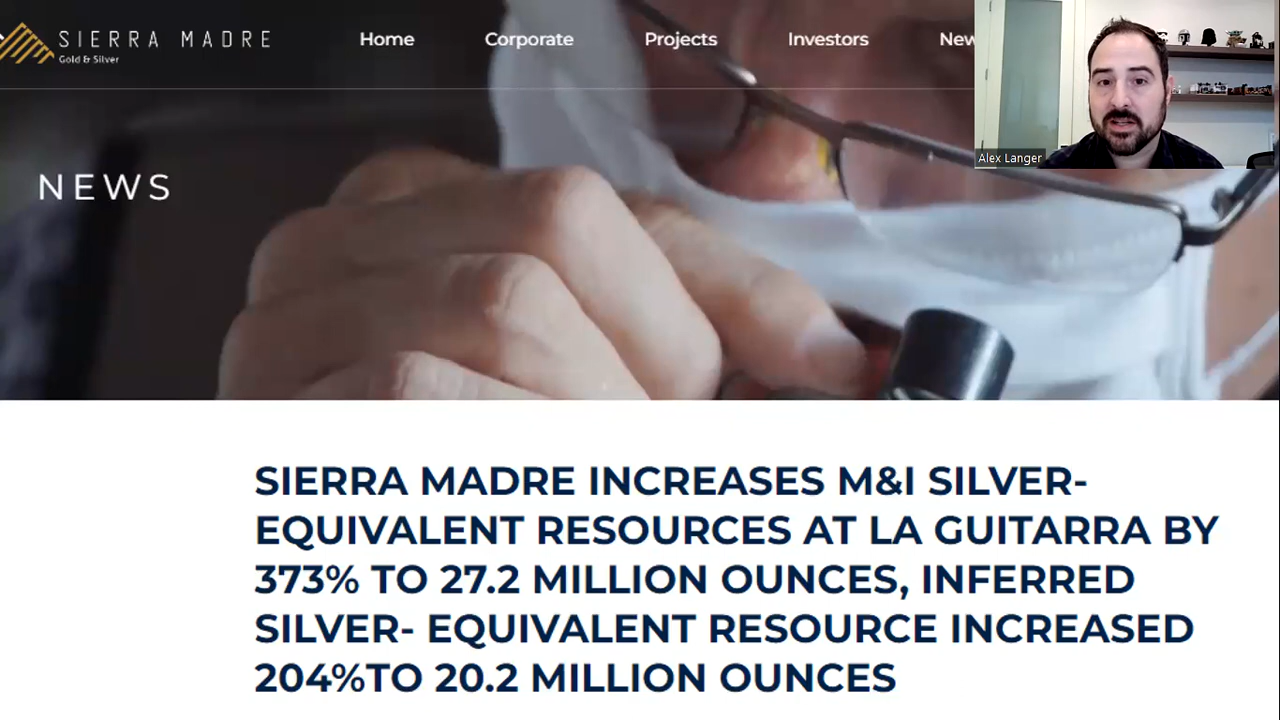 SIERRA MADRE
Gold & Silver
Home
Corporate
Projects
Investors
Alex Langer
NEWS
SIERRA MADRE INCREASES M&I SILVER-
EQUIVALENT RESOURCES AT LA GUITARRA BY
373% TO 27.2 MILLION OUNCES, INFERRED
SILVER- EQUIVALENT RESOURCE INCREASED
204%TO 20.2 MILLION OUNCES